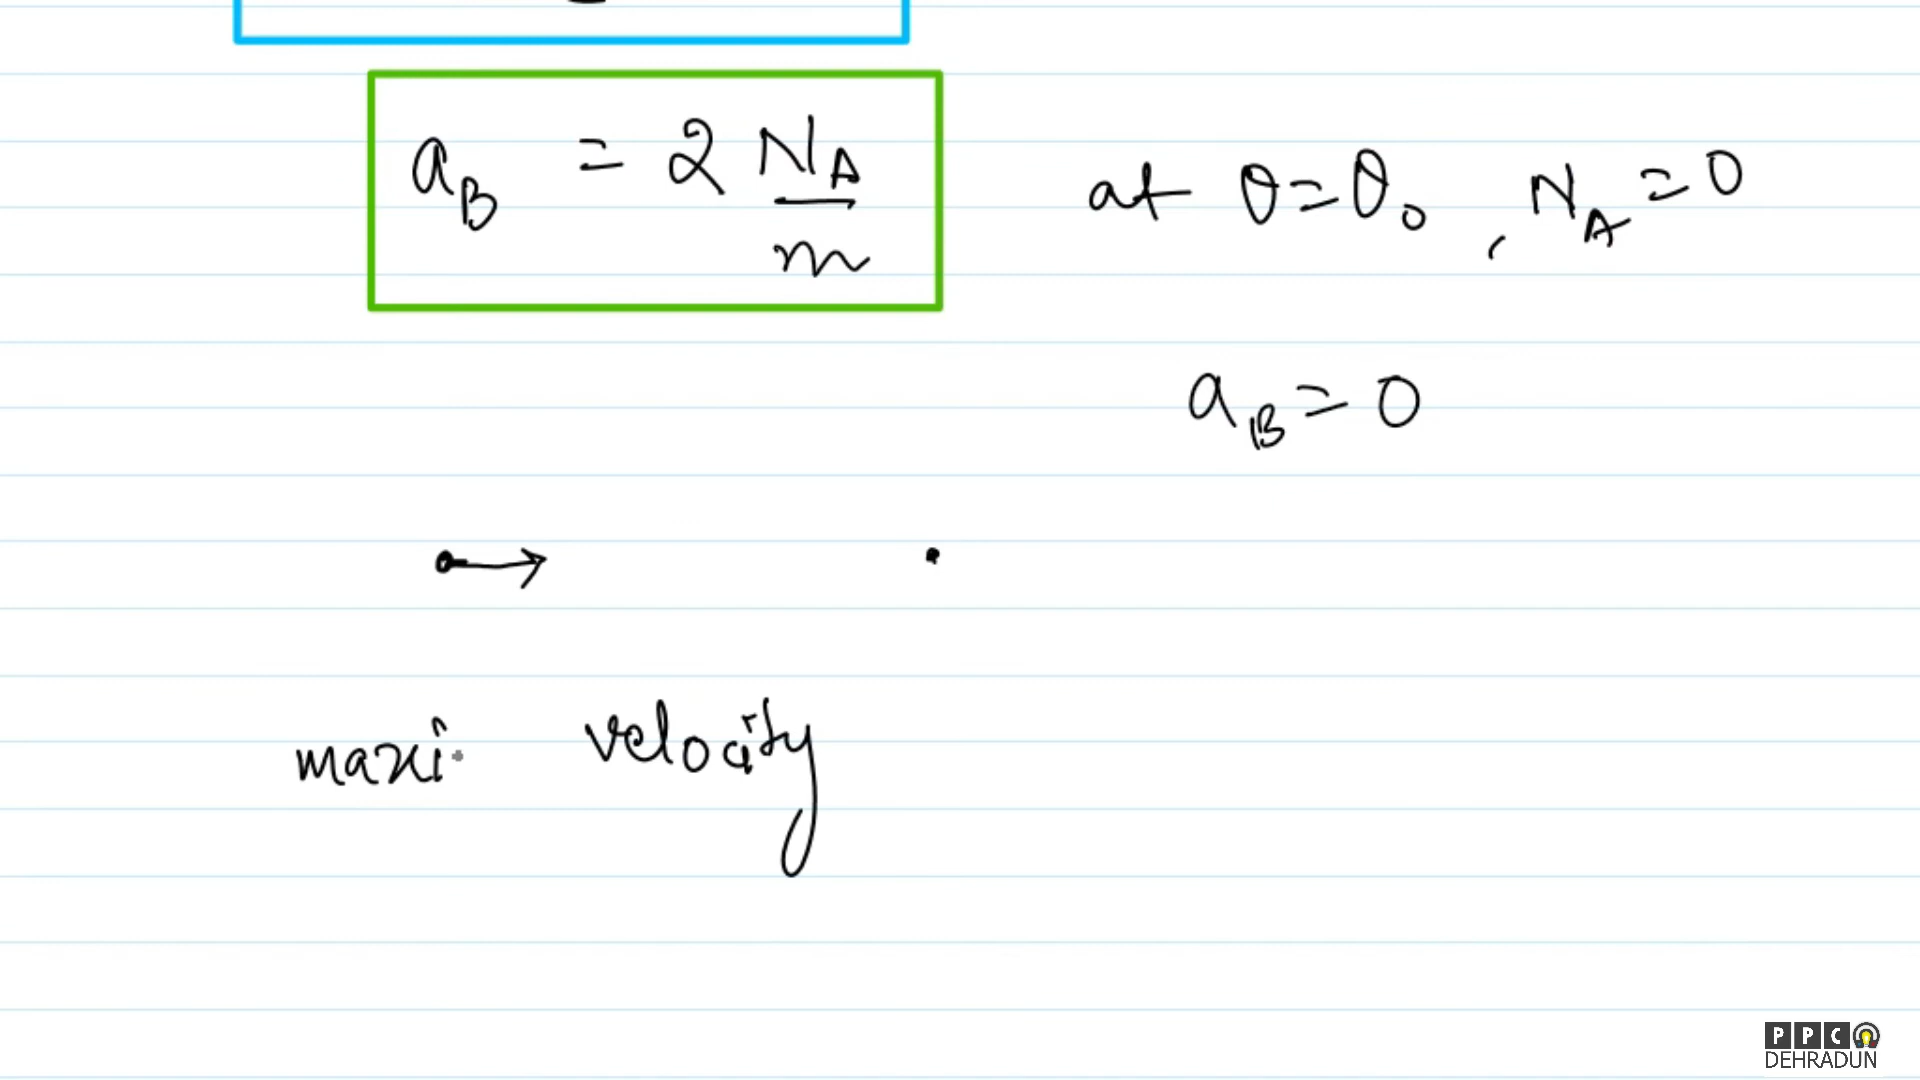 a_B = 2 N_A / m
at θ = θ₀, N_A = 0
a_B = 0
maxi velocity
PPC
DEHRADUN